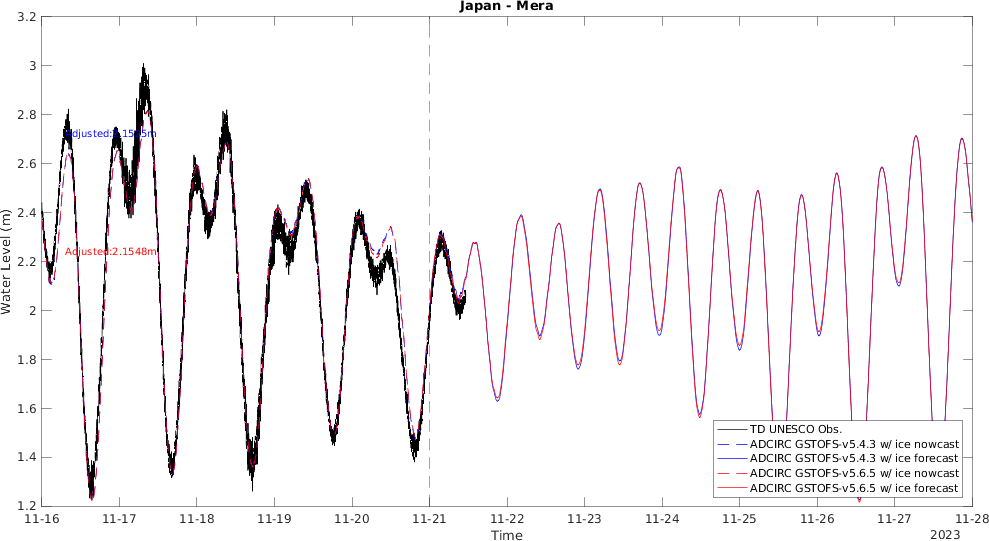 Japan - Mera
3.2
3
2.8
2.6
2.4
2.2
2
1.8
1.6
1.4
1.2
Water Level (m)
Adjusted:2.1548m
TD UNESCO Obs.
ADCIRC GSTOFS-v5.4.3 w/ ice nowcast
ADCIRC GSTOFS-v5.4.3 w/ ice forecast
ADCIRC GSTOFS-v5.6.5 w/ ice nowcast
ADCIRC GSTOFS-v5.6.5 w/ ice forecast
11-16 11-17 11-18 11-19 11-20 11-21 11-22 11-23 11-24 11-25 11-26 11-27 11-28
Time
2023